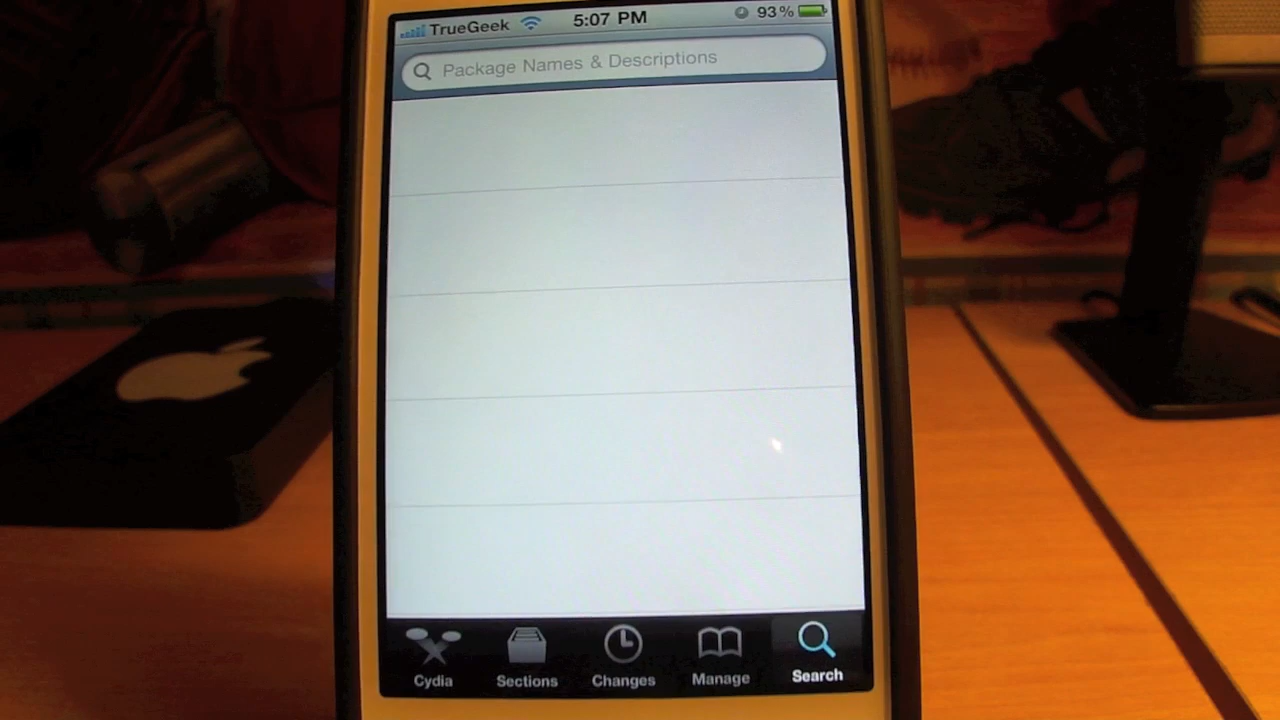 TrueGeek 5:07 PM 93%
Package Names & Descriptions
Cydia Sections Changes Manage Search